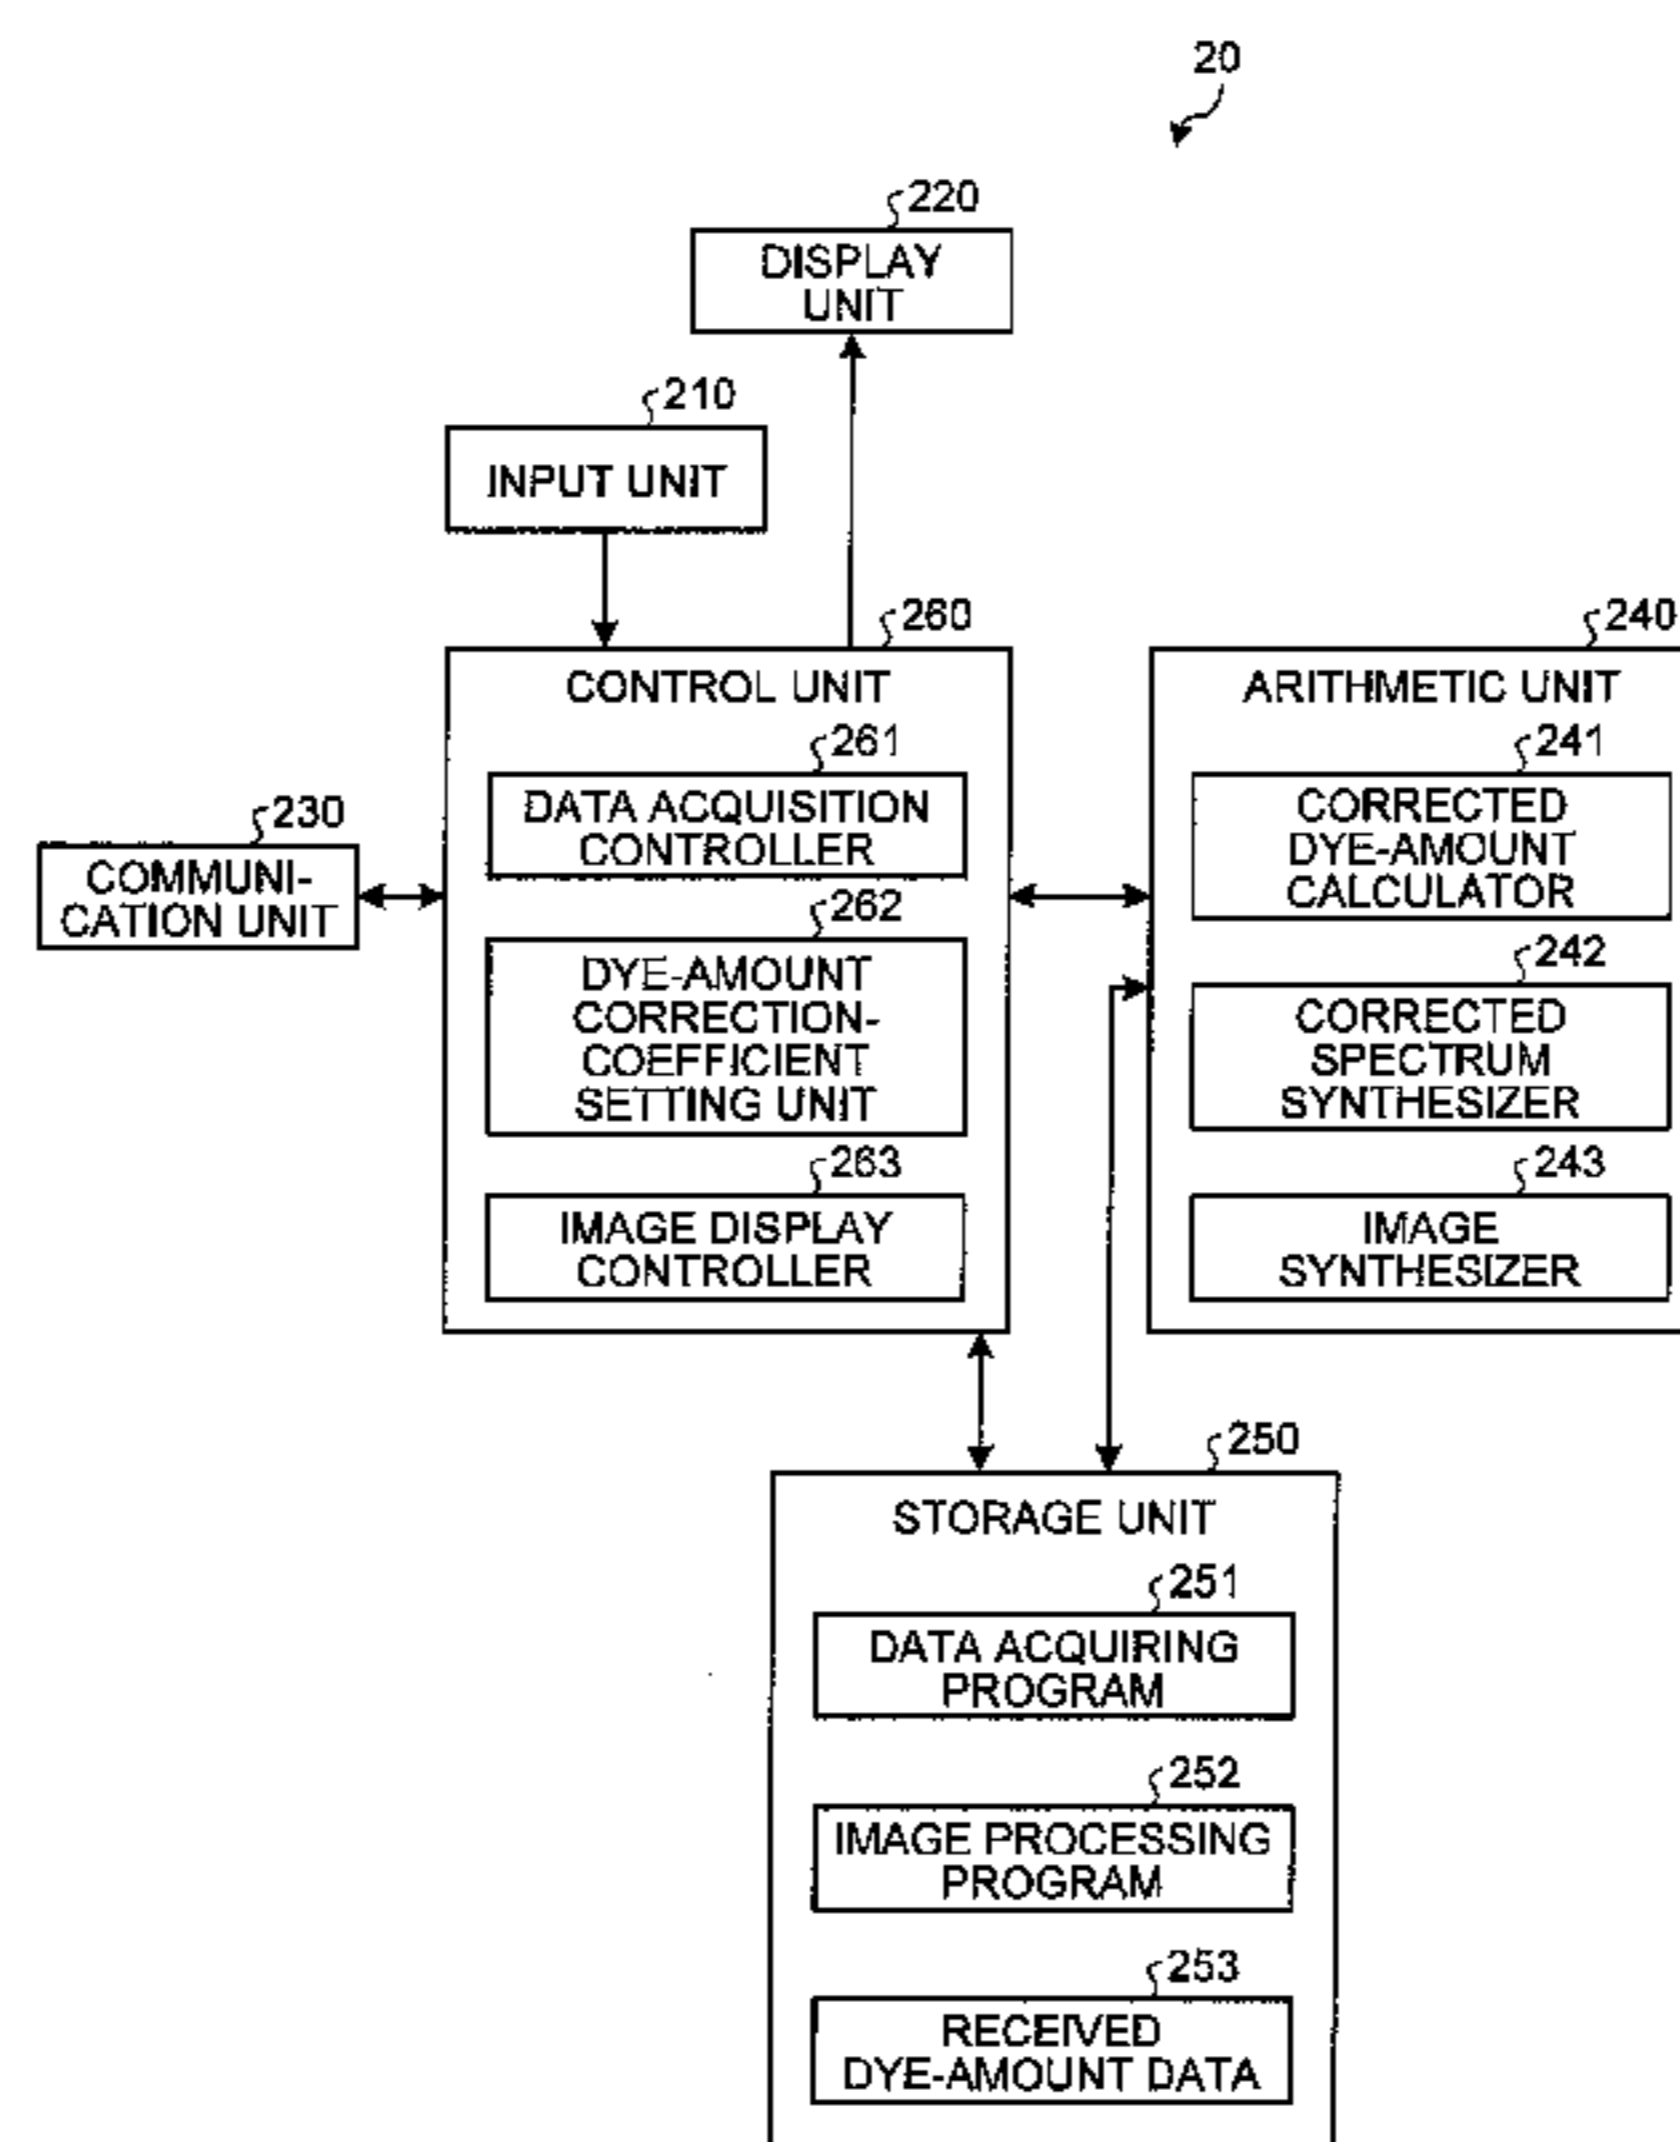 20
220
DISPLAY
UNIT
210
INPUT UNIT
260
CONTROL UNIT
261
DATA ACQUISITION
CONTROLLER
262
DYE-AMOUNT
CORRECTION-
COEFFICIENT
SETTING UNIT
263
IMAGE DISPLAY
CONTROLLER
230
COMMUNI-
CATION UNIT
240
ARITHMETIC UNIT
241
CORRECTED
DYE-AMOUNT
CALCULATOR
242
CORRECTED
SPECTRUM
SYNTHESIZER
243
IMAGE
SYNTHESIZER
250
STORAGE UNIT
251
DATA ACQUIRING
PROGRAM
252
IMAGE PROCESSING
PROGRAM
253
RECEIVED
DYE-AMOUNT DATA